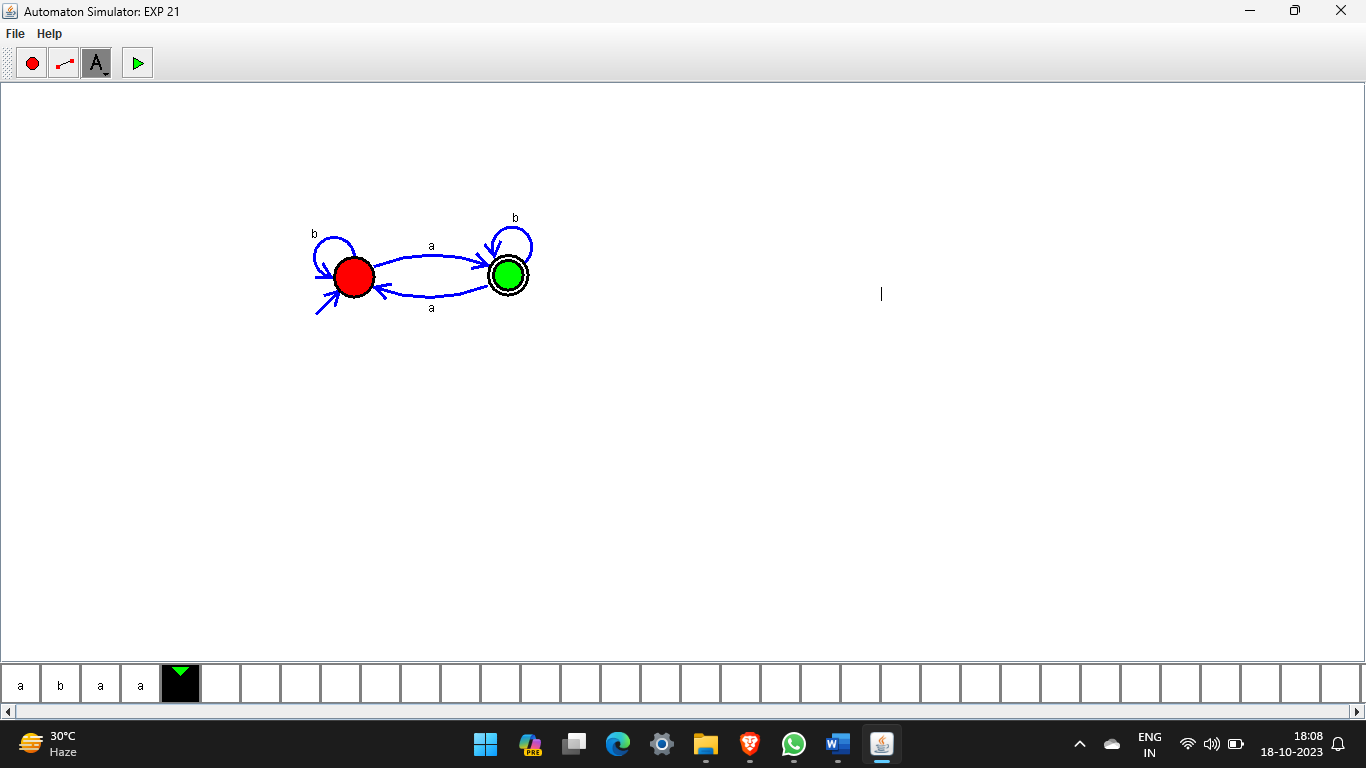 Automaton Simulator: EXP 21
File Help
A
b
b
a
a
a b a a
30°C
Haze
PRE
W
ENG
IN
18:08
18-10-2023